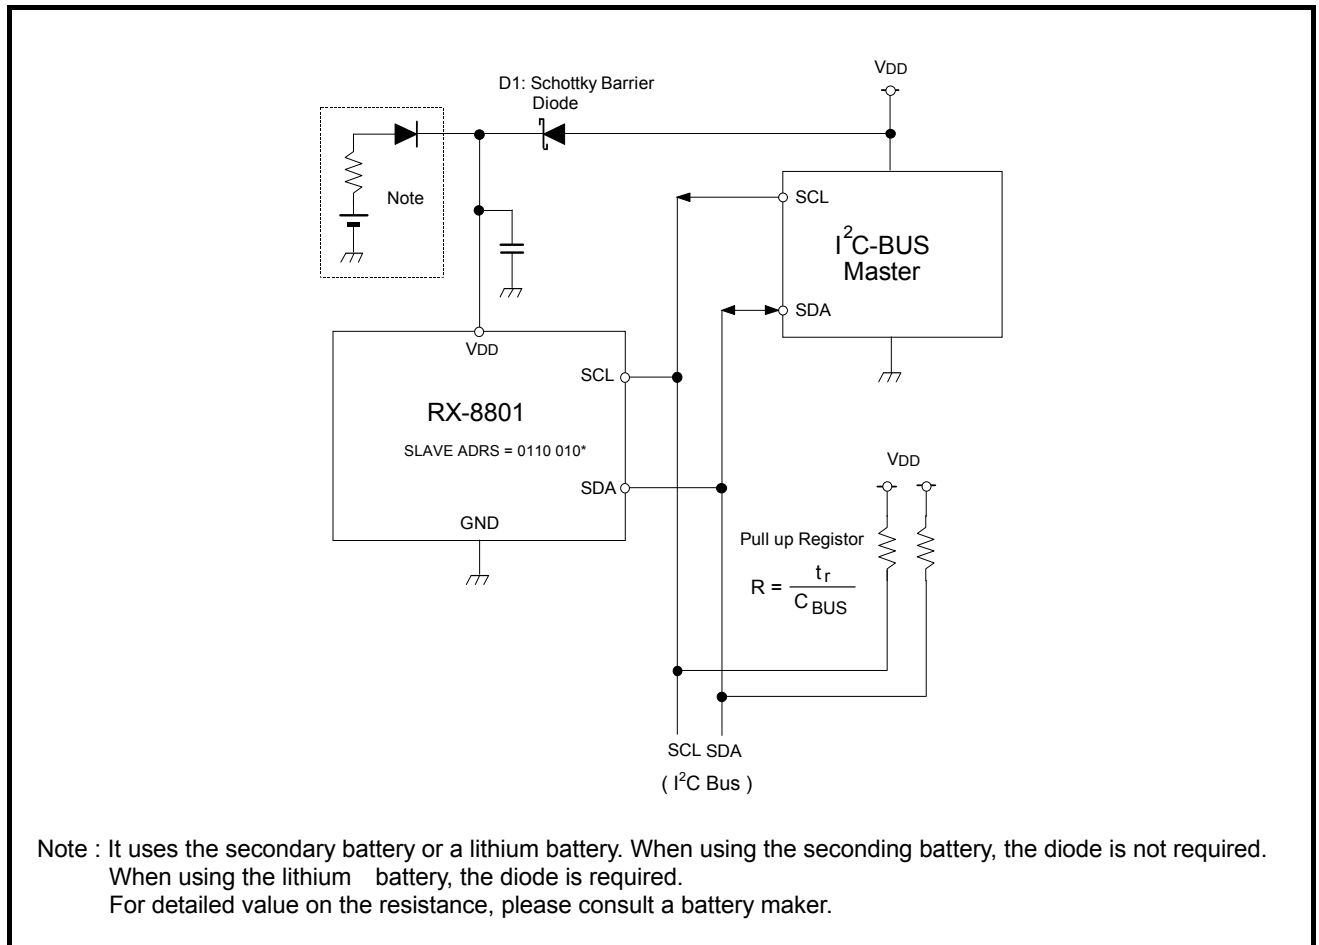 VDD
D1: Schottky Barrier
Diode
Note
SCL
I2C-BUS
Master
SDA
VDD
SCL
RX-8801
SLAVE ADRS = 0110 010*
SDA
GND
VDD
Pull up Registor
R = tr
CBUS
SCL SDA
( I2C Bus )
Note : It uses the secondary battery or a lithium battery. When using the seconding battery, the diode is not required.
When using the lithium battery, the diode is required.
For detailed value on the resistance, please consult a battery maker.